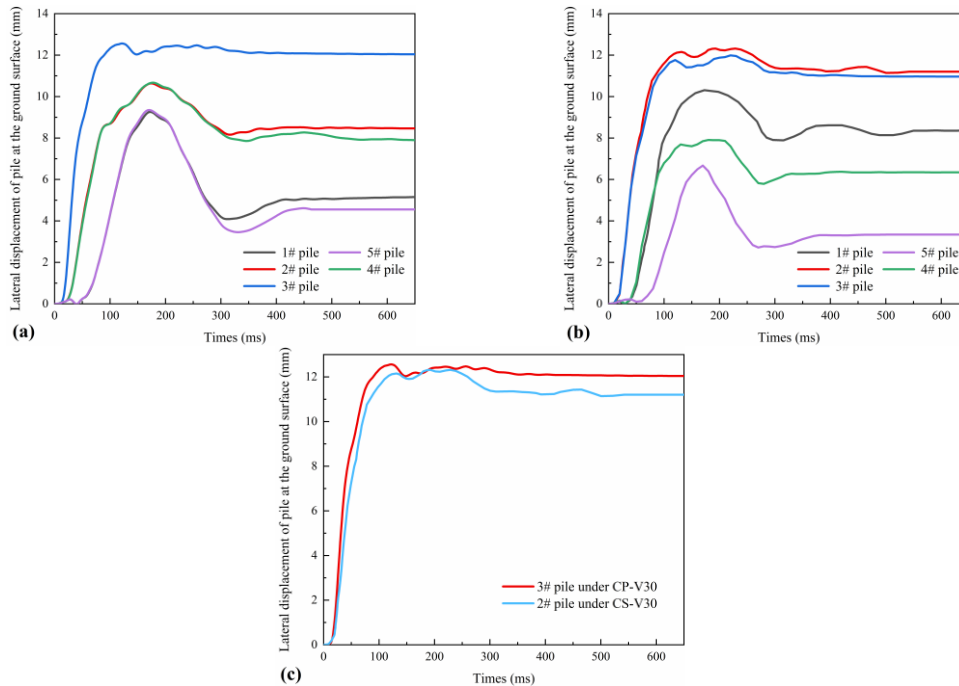 Lateral displacement of pile at the ground surface (mm)
14
12
10
8
6
4
2
0
1# pile
5# pile
2# pile
4# pile
3# pile
0
100
200
300
400
500
600
Times (ms)
(a)
Lateral displacement of pile at the ground surface (mm)
14
12
10
8
6
4
2
0
1# pile
5# pile
2# pile
4# pile
3# pile
0
100
200
300
400
500
600
Times (ms)
(b)
Lateral displacement of pile at the ground surface (mm)
12
10
8
6
4
2
0
3# pile under CP-V30
2# pile under CS-V30
0
100
200
300
400
500
600
Times (ms)
(c)